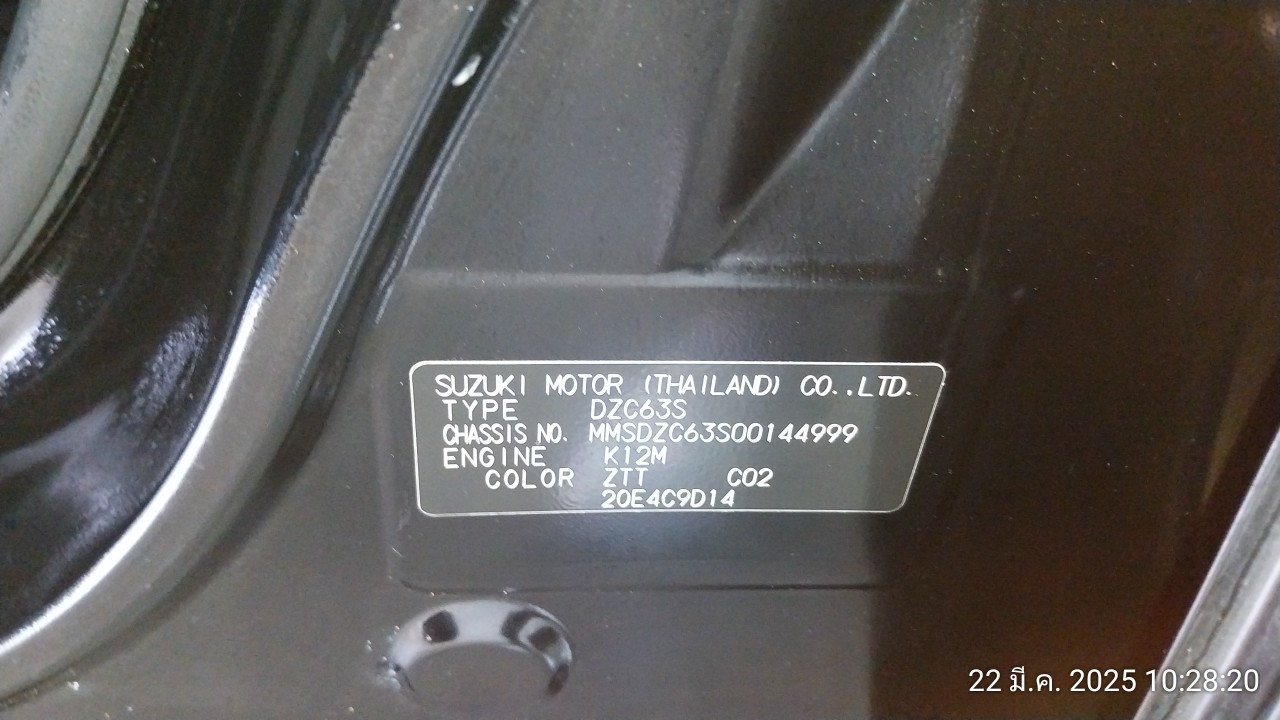 SUZUKI MOTOR (THAILAND) CO.,LTD.
TYPE DZC63S
CHASSIS NO. MMSDZC63S00144999
ENGINE K12M
COLOR ZTT C02
20E4C9D14
22 มี.ค. 2025 10:28:20